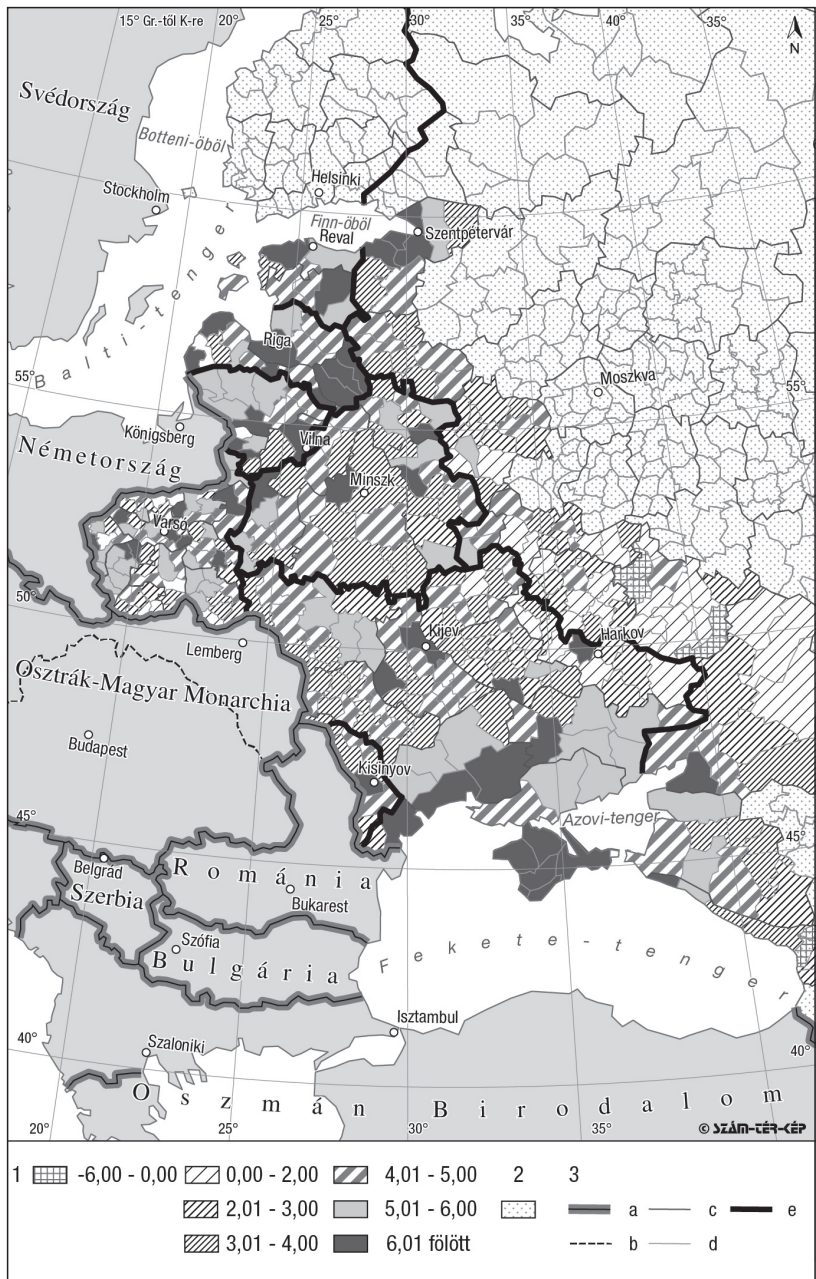 15° Gr.-től K-re 20° 25° 30° 35° 40° 35°
N
Svédország
Botteni-öböl
Helsinki
Stockholm
Finn-öböl
Reval
Szentpétervár
Balti-tenger
Riga
55°
Moszkva
55°
Königsberg
Vilna
Németország
Minszk
Varsó
50°
Kijev
Harkov
Lemberg
Osztrák-Magyar Monarchia
Budapest
Kisinyov
45°
Azovi-tenger
45°
Belgrád
Románia
Szerbia
Bukarest
Szófia
Bulgária
Fekete-tenger
Isztambul
40°
Szaloniki
40°
Oszmán Birodalom
© SZÁM-TÉR-KÉP
20° 25° 30° 35°
1 -6,00 - 0,00 0,00 - 2,00 4,01 - 5,00 2 3
2,01 - 3,00 5,01 - 6,00 a c e
3,01 - 4,00 6,01 fölött b d